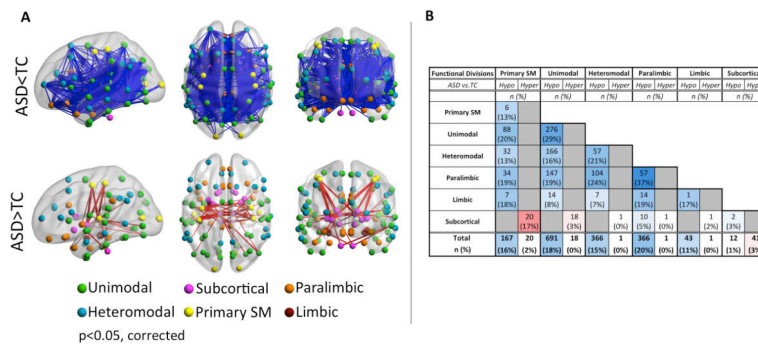 A
ASD<TC
ASD>TC
Unimodal Subcortical Paralimbic
Heteromodal Primary SM Limbic
p<0.05, corrected
B
Functional Divisions Primary SM Unimodal Heteromodal Paralimbic Limbic Subcortical
ASD vs.TC Hypo Hyper Hypo Hyper Hypo Hyper Hypo Hyper Hypo Hyper Hypo Hyper
n (%) n (%) n (%) n (%) n (%) n (%)
Primary SM 6
(13%)
Unimodal 88 276
(20%) (29%)
Heteromodal 32 166 57
(13%) (16%) (21%)
Paralimbic 34 147 104 57
(19%) (19%) (24%) (37%)
Limbic 7 14 7 14 1
(18%) (8%) (7%) (19%) (17%)
Subcortical 20 18 1 10 1 1 2
(17%) (3%) (0%) (5%) (0%) (2%) (3%)
Total 167 20 691 18 366 1 366 1 43 1 12 41
n (%) (16%) (2%) (18%) (0%) (15%) (0%) (20%) (0%) (11%) (0%) (1%) (3%)